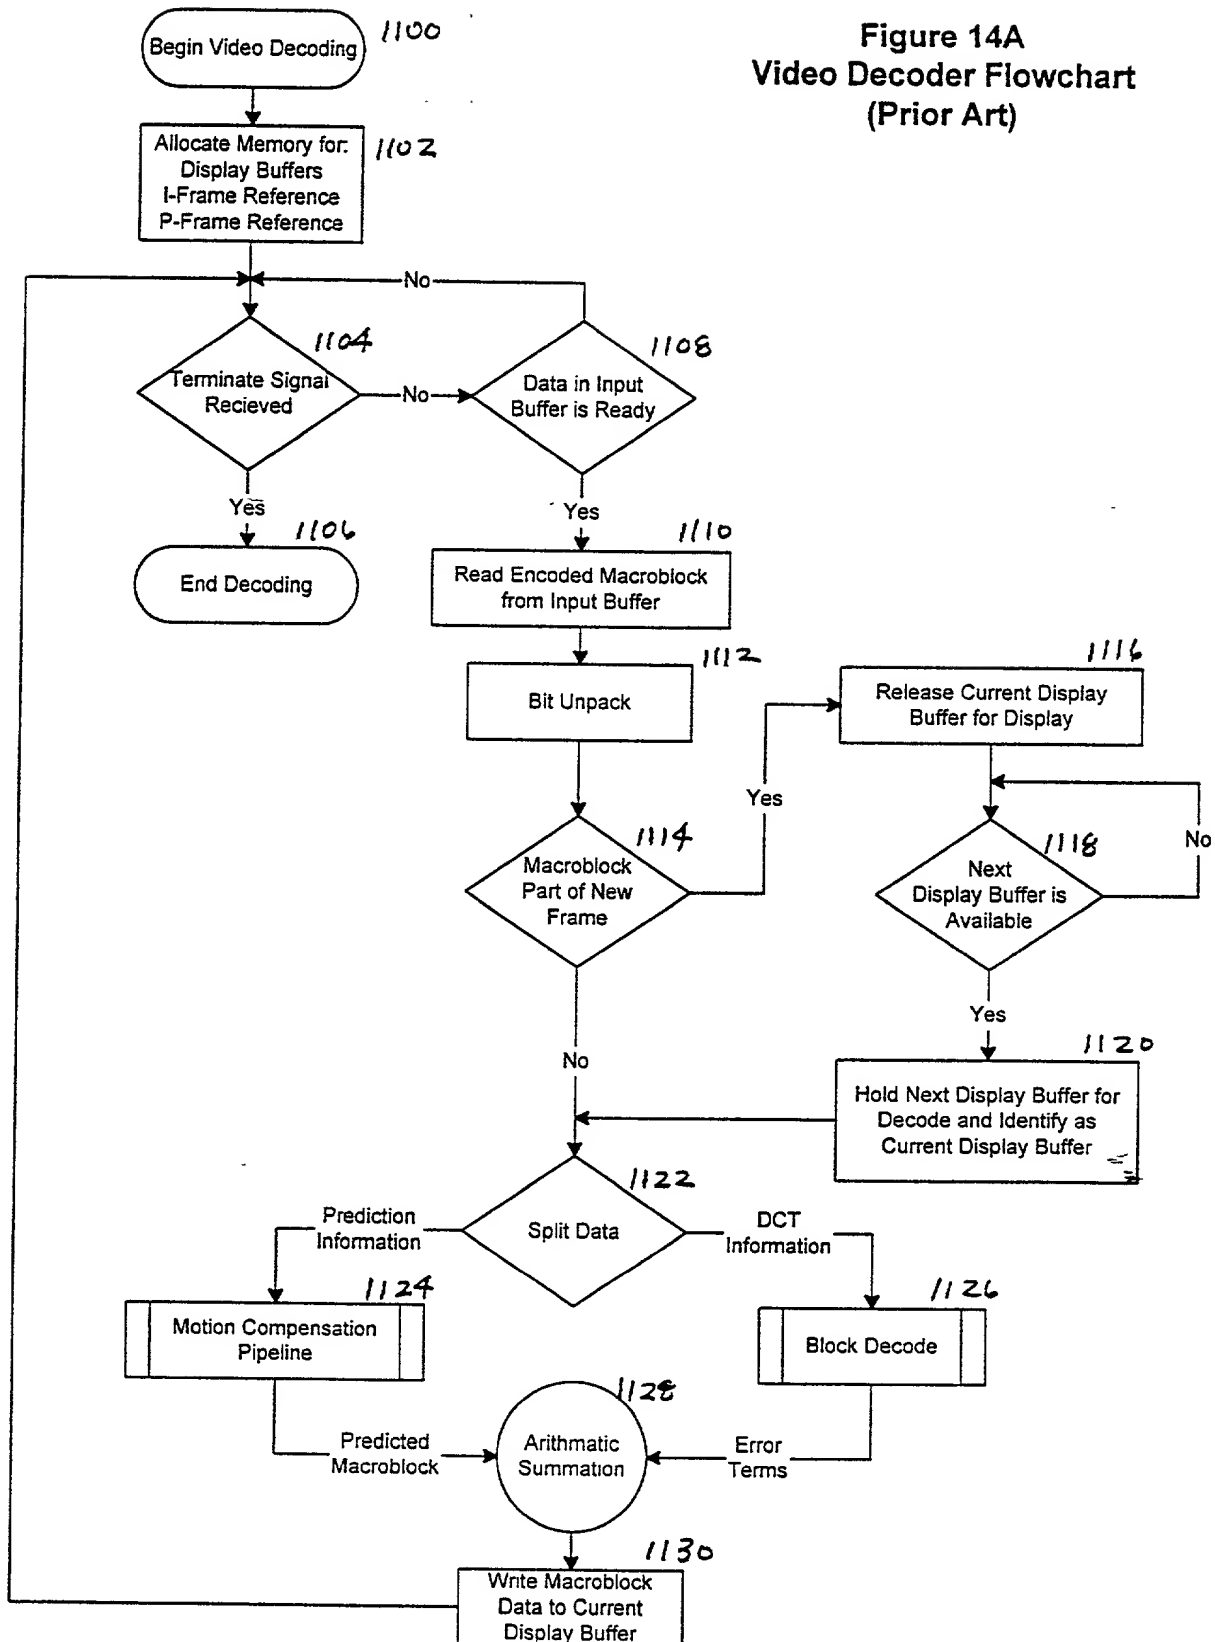 Figure 14A
Video Decoder Flowchart
(Prior Art)
Begin Video Decoding
1100
Allocate Memory for:
Display Buffers
I-Frame Reference
P-Frame Reference
1102
No
Terminate Signal
Recieved
1104
No
Data in Input
Buffer is Ready
1108
Yes
End Decoding
1106
Yes
Read Encoded Macroblock
from Input Buffer
1110
Bit Unpack
1112
Macroblock
Part of New
Frame
1114
Yes
Release Current Display
Buffer for Display
1116
Next
Display Buffer is
Available
1118
No
Yes
Hold Next Display Buffer for
Decode and Identify as
Current Display Buffer
1120
No
Split Data
1122
Prediction
Information
DCT
Information
Motion Compensation
Pipeline
1124
Block Decode
1126
Predicted
Macroblock
Arithmatic
Summation
1128
Error
Terms
Write Macroblock
Data to Current
Display Buffer
1130